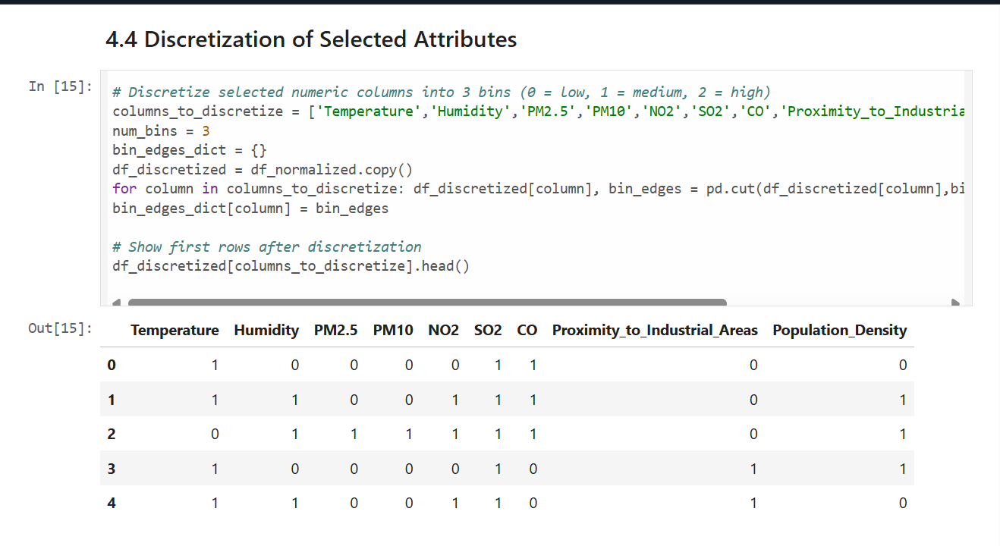 4.4 Discretization of Selected Attributes
In [15]:
# Discretize selected numeric columns into 3 bins (0 = low, 1 = medium, 2 = high)
columns_to_discretize = ['Temperature','Humidity','PM2.5','PM10','NO2','SO2','CO','Proximity_to_Industria
num_bins = 3
bin_edges_dict = {}
df_discretized = df_normalized.copy()
for column in columns_to_discretize: df_discretized[column], bin_edges = pd.cut(df_discretized[column],bi
bin_edges_dict[column] = bin_edges
# Show first rows after discretization
df_discretized[columns_to_discretize].head()
Out[15]:
Temperature Humidity PM2.5 PM10 NO2 SO2 CO Proximity_to_Industrial_Areas Population_Density
0 1 0 0 0 0 1 1 0 0
1 1 1 0 0 1 1 1 0 1
2 0 1 1 1 1 1 1 0 1
3 1 0 0 0 0 1 0 1 1
4 1 1 0 0 1 1 0 1 0